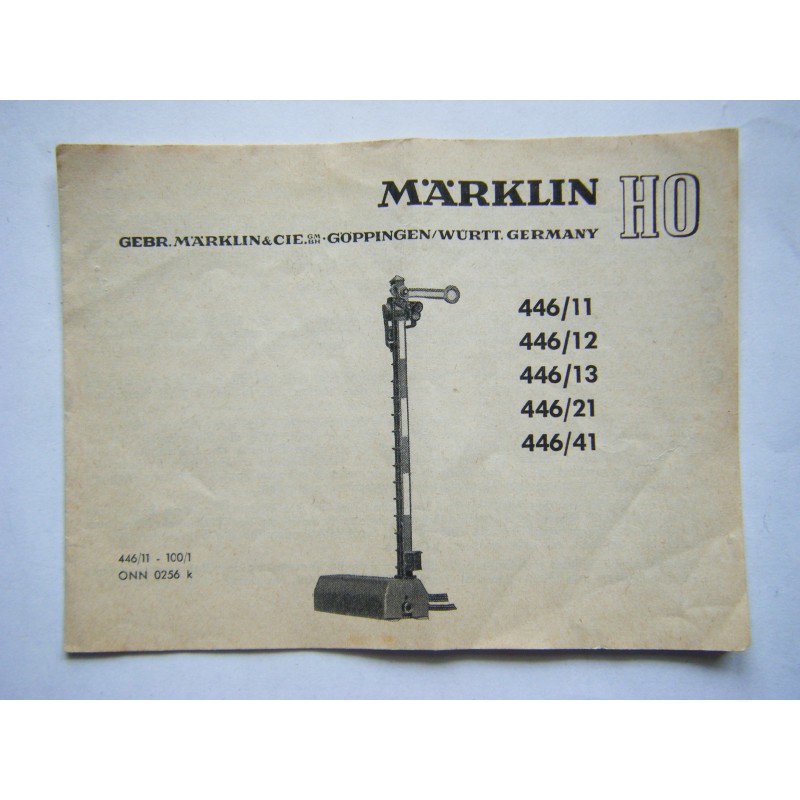 MÄRKLIN HO
GEBR. MÄRKLIN & CIE. GMBH · GÖPPINGEN/WÜRTT. GERMANY
446/11
446/12
446/13
446/21
446/41
446/11 - 100/1
ONN 0256 k